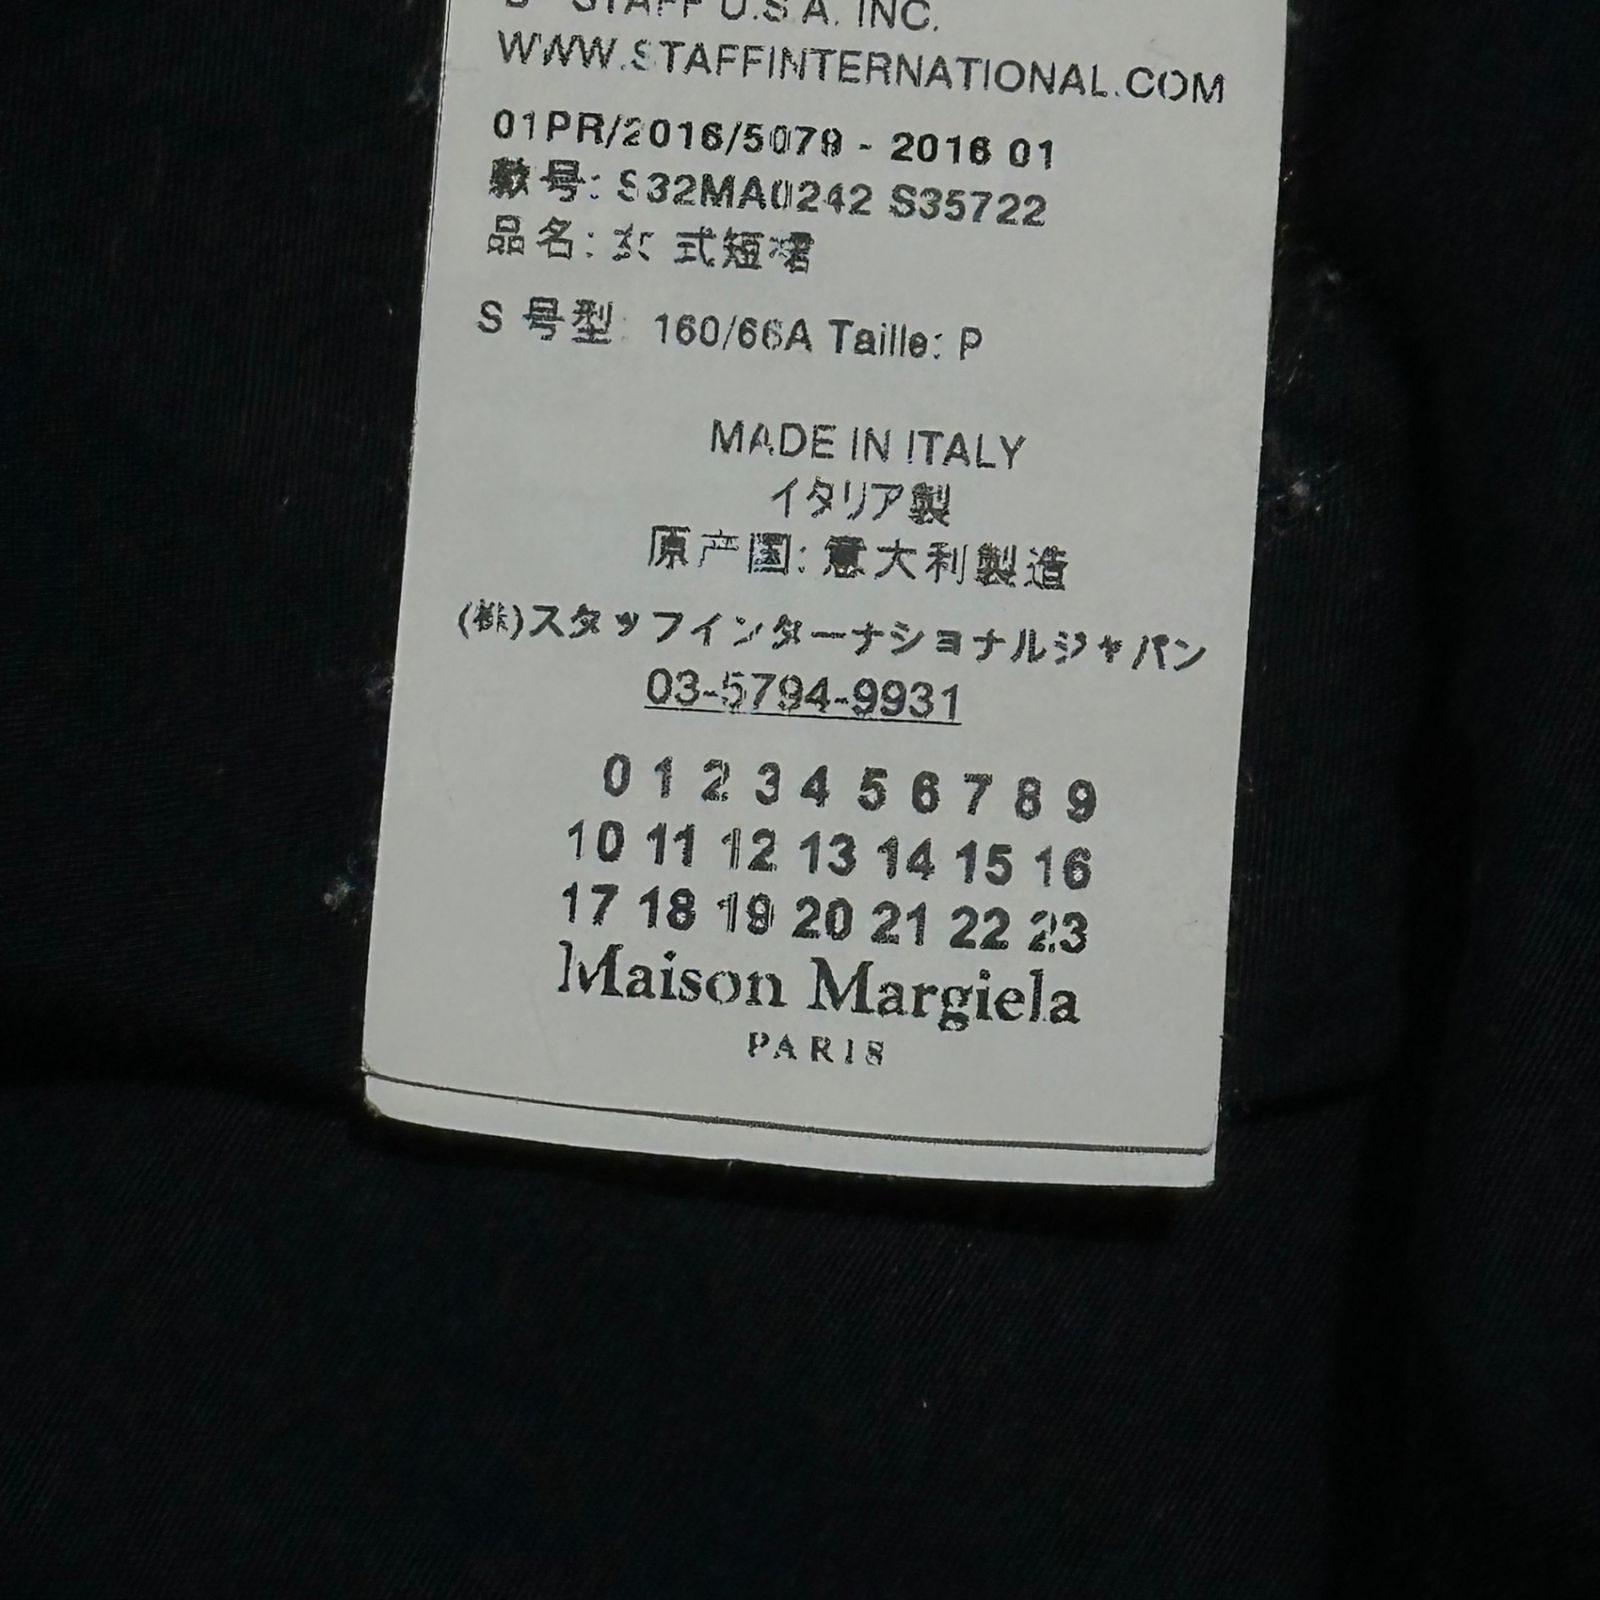 STAFF U.S.A. INC.
WWW.STAFFINTERNATIONAL.COM
01PR/2016/5079 - 2016 01
款号: S32MA0242 S35722
品名: 女式短裙
S 号型: 160/66A Taille: P
MADE IN ITALY
イタリア製
原产国: 意大利製造
(株)スタッフインターナショナルジャパン
03-5794-9931
0 1 2 3 4 5 6 7 8 9
10 11 12 13 14 15 16
17 18 19 20 21 22 23
Maison Margiela
PARIS